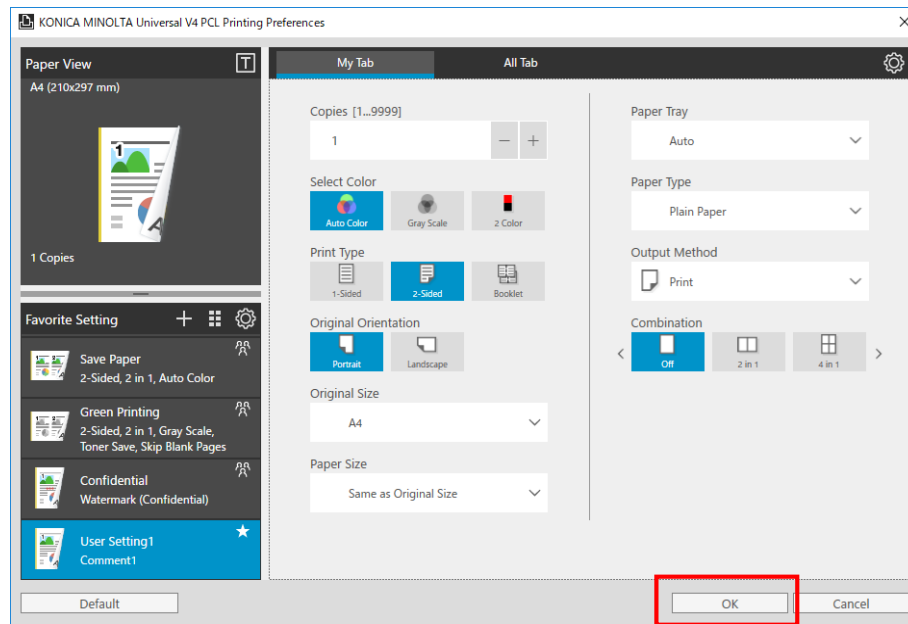 KONICA MINOLTA Universal V4 PCL Printing Preferences
Paper View
T
A4 (210x297 mm)
1
A
1 Copies
Favorite Setting
Save Paper
2-Sided, 2 in 1, Auto Color
Green Printing
2-Sided, 2 in 1, Gray Scale,
Toner Save, Skip Blank Pages
Confidential
Watermark (Confidential)
User Setting1
Comment1
My Tab
All Tab
Copies [1...9999]
1
Select Color
Auto Color
Gray Scale
2 Color
Print Type
1-Sided
2-Sided
Booklet
Original Orientation
Portrait
Landscape
Original Size
A4
Paper Size
Same as Original Size
Paper Tray
Auto
Paper Type
Plain Paper
Output Method
Print
Combination
Off
2 in 1
4 in 1
Default
OK
Cancel